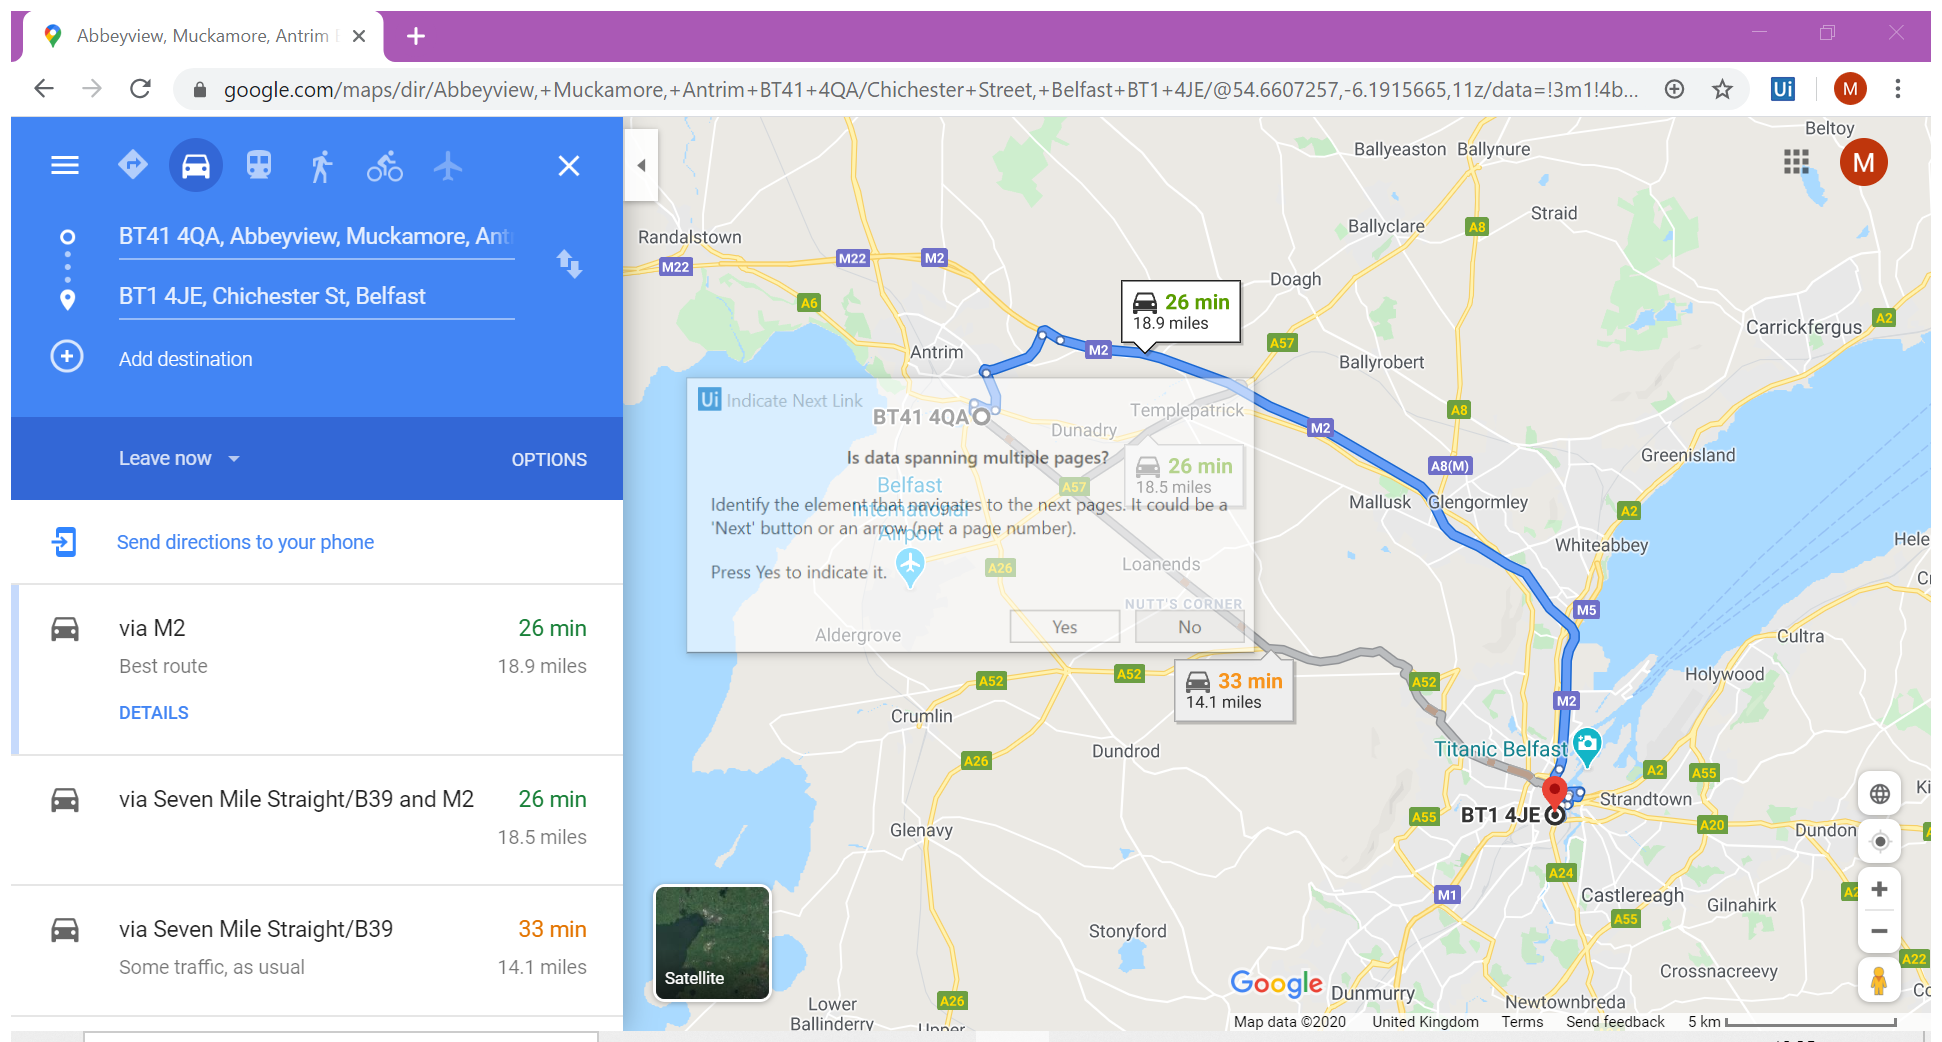 Abbeyview, Muckamore, Antrim
google.com/maps/dir/Abbeyview,+Muckamore,+Antrim+BT41+4QA/Chichester+Street,+Belfast+BT1+4JE/@54.6607257,-6.1915665,11z/data=!3m1!4b...
Ui
M
BT41 4QA, Abbeyview, Muckamore, Ant
BT1 4JE, Chichester St, Belfast
Add destination
Leave now
OPTIONS
Send directions to your phone
via M2
26 min
Best route
18.9 miles
DETAILS
via Seven Mile Straight/B39 and M2
26 min
18.5 miles
via Seven Mile Straight/B39
33 min
Some traffic, as usual
14.1 miles
Beltoy
Ballyeaston
Ballynure
M
Straid
Ballyclare
A8
Randalstown
M22
M22
M2
Doagh
A6
26 min
18.9 miles
A2
Carrickfergus
A57
M2
Antrim
Ballyrobert
Ui Indicate Next Link
BT41 4QA
Templepatrick
A8
Dunadry
M2
Is data spanning multiple pages?
26 min
18.5 miles
A8(M)
Greenisland
A57
Belfast
International
Airport
Identify the element that navigates to the next pages. It could be a
'Next' button or an arrow (not a page number).
Mallusk
Glengormley
A2
Whiteabbey
Hele
Loanends
A26
Press Yes to indicate it.
NUTT'S CORNER
M5
Yes
No
Aldergrove
Cultra
A52
A52
33 min
14.1 miles
A52
Holywood
M2
Crumlin
Dundrod
Titanic Belfast
A26
A2
A55
Strandtown
Ki
BT1 4JE
A55
A20
Glenavy
Dundon
A24
M1
Castlereagh
A2
Gilnahirk
A55
Stonyford
A22
Satellite
Crossnacreevy
Google
Dunmurry
Newtownbreda
Co
Lower
Ballinderry
A26
Upper
Map data ©2020
United Kingdom
Terms
Send feedback
5 km